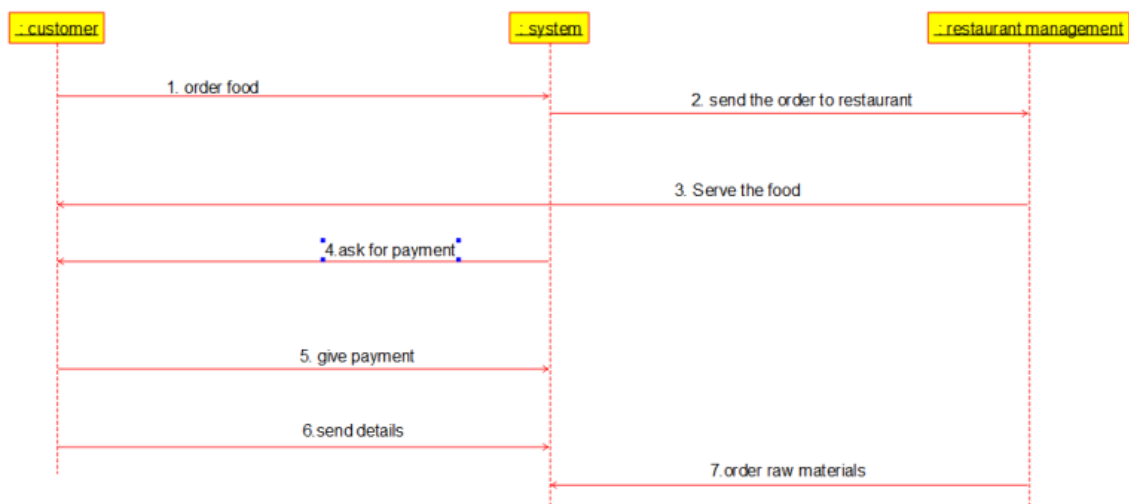 : customer
: system
: restaurant management
1. order food
2. send the order to restaurant
3. Serve the food
4.ask for payment
5. give payment
6.send details
7.order raw materials